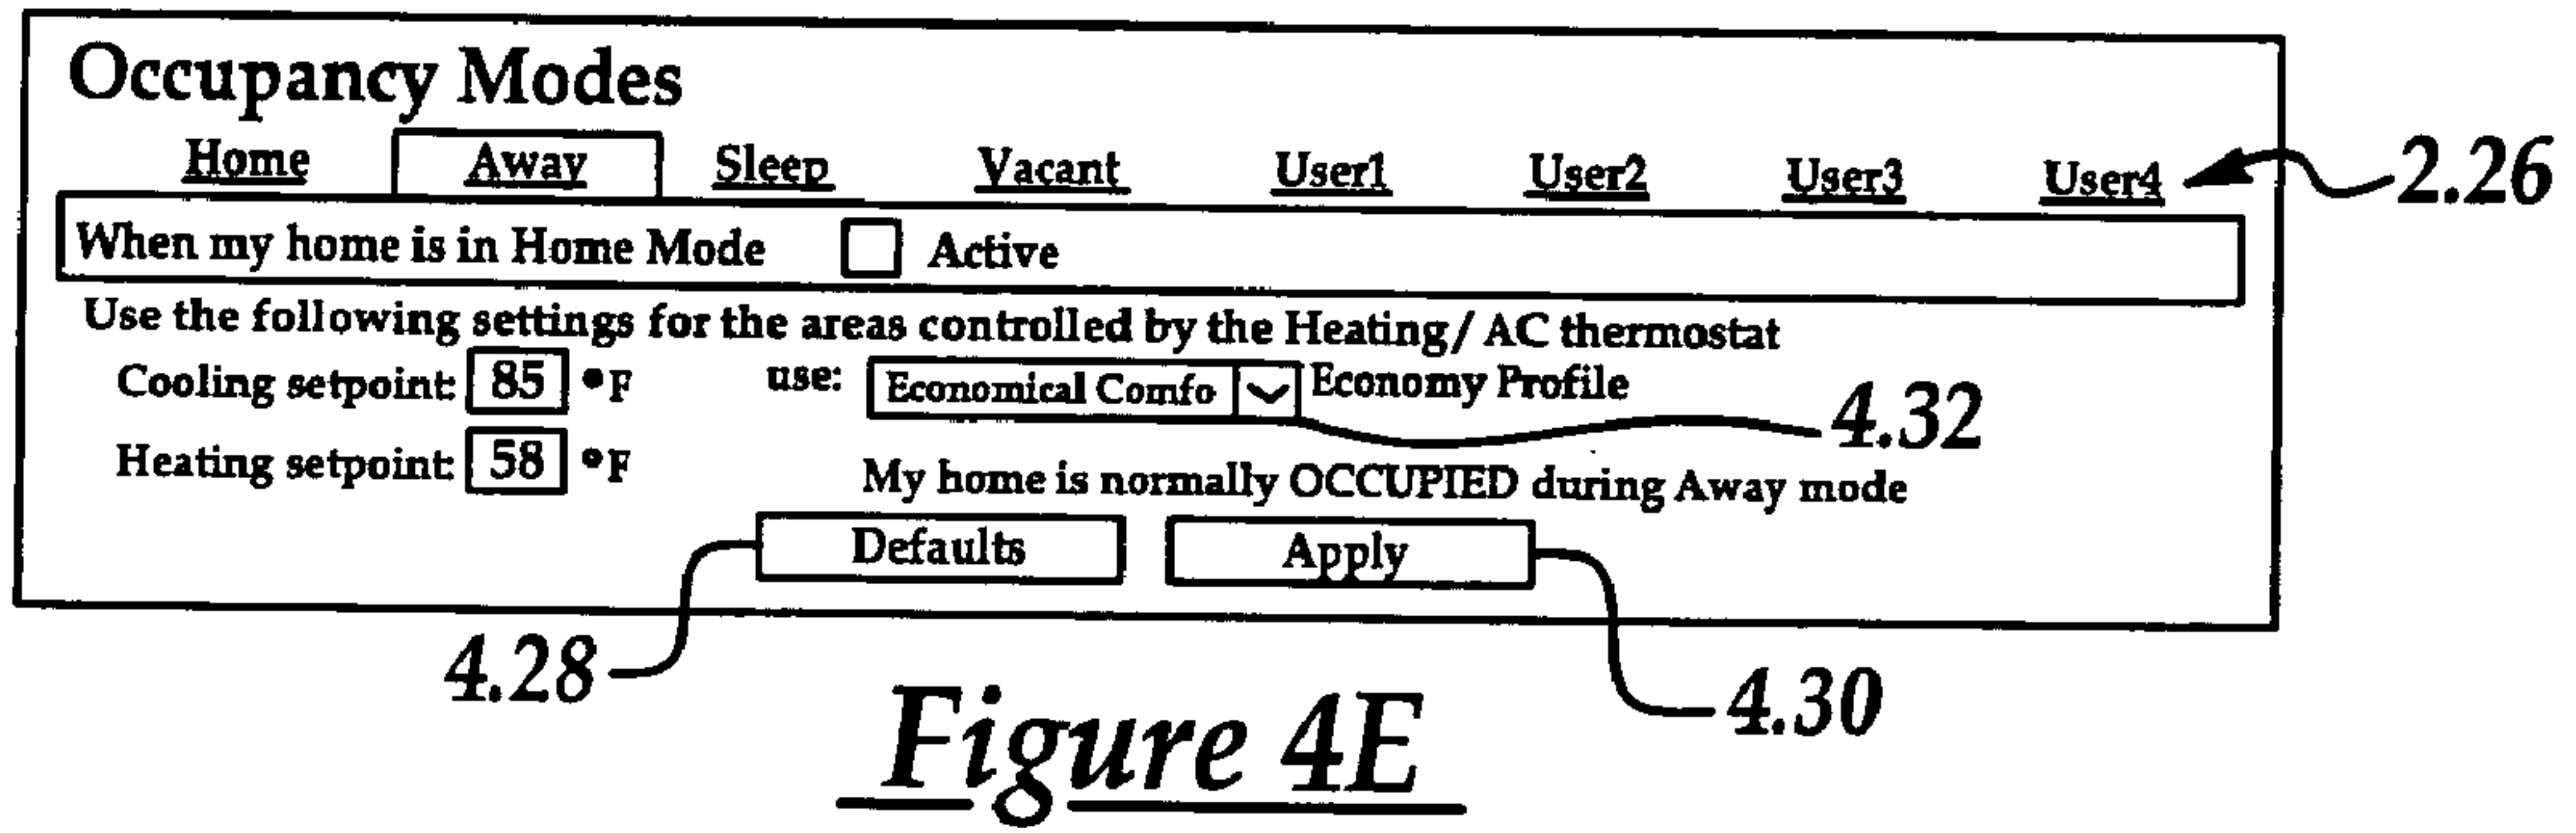 Occupancy Modes
Home Away Sleep Vacant User1 User2 User3 User4 2.26
When my home is in Home Mode Active
Use the following settings for the areas controlled by the Heating/ AC thermostat
Cooling setpoint: 85 °F use: Economical Comfo Economy Profile
4.32
Heating setpoint: 58 °F
My home is normally OCCUPIED during Away mode
Defaults Apply
4.28
4.30
Figure 4E